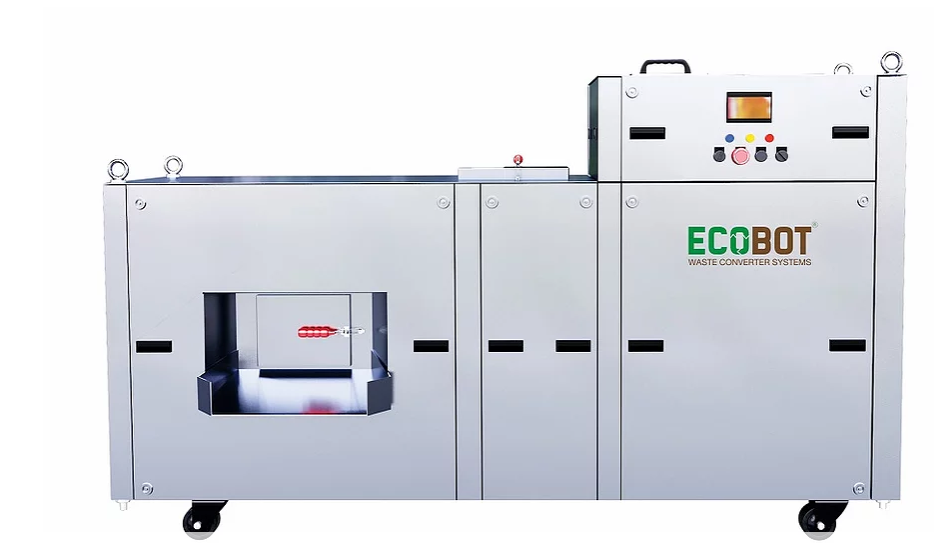 ECOBOT®
WASTE CONVERTER SYSTEMS